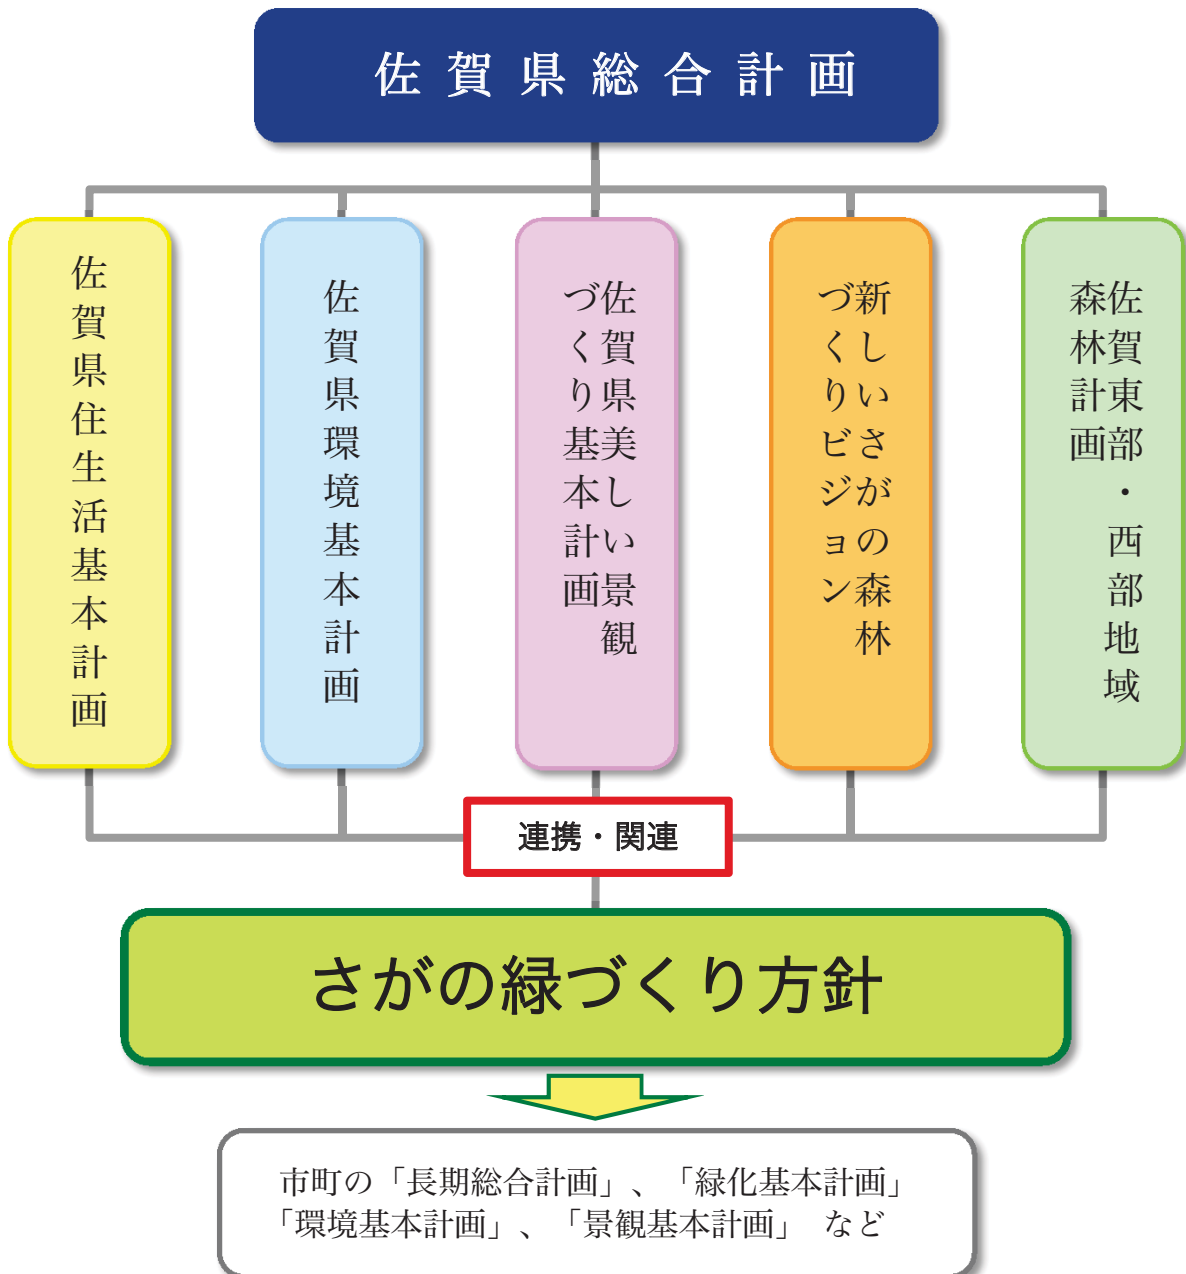 佐賀県総合計画
佐賀県住生活基本計画
佐賀県環境基本計画
佐賀県美しい景観
づくり基本計画
新しいさがの森林
づくりビジョン
佐賀東部・西部地域
森林計画
連携・関連
さがの緑づくり方針
市町の「長期総合計画」、「緑化基本計画」
「環境基本計画」、「景観基本計画」 など